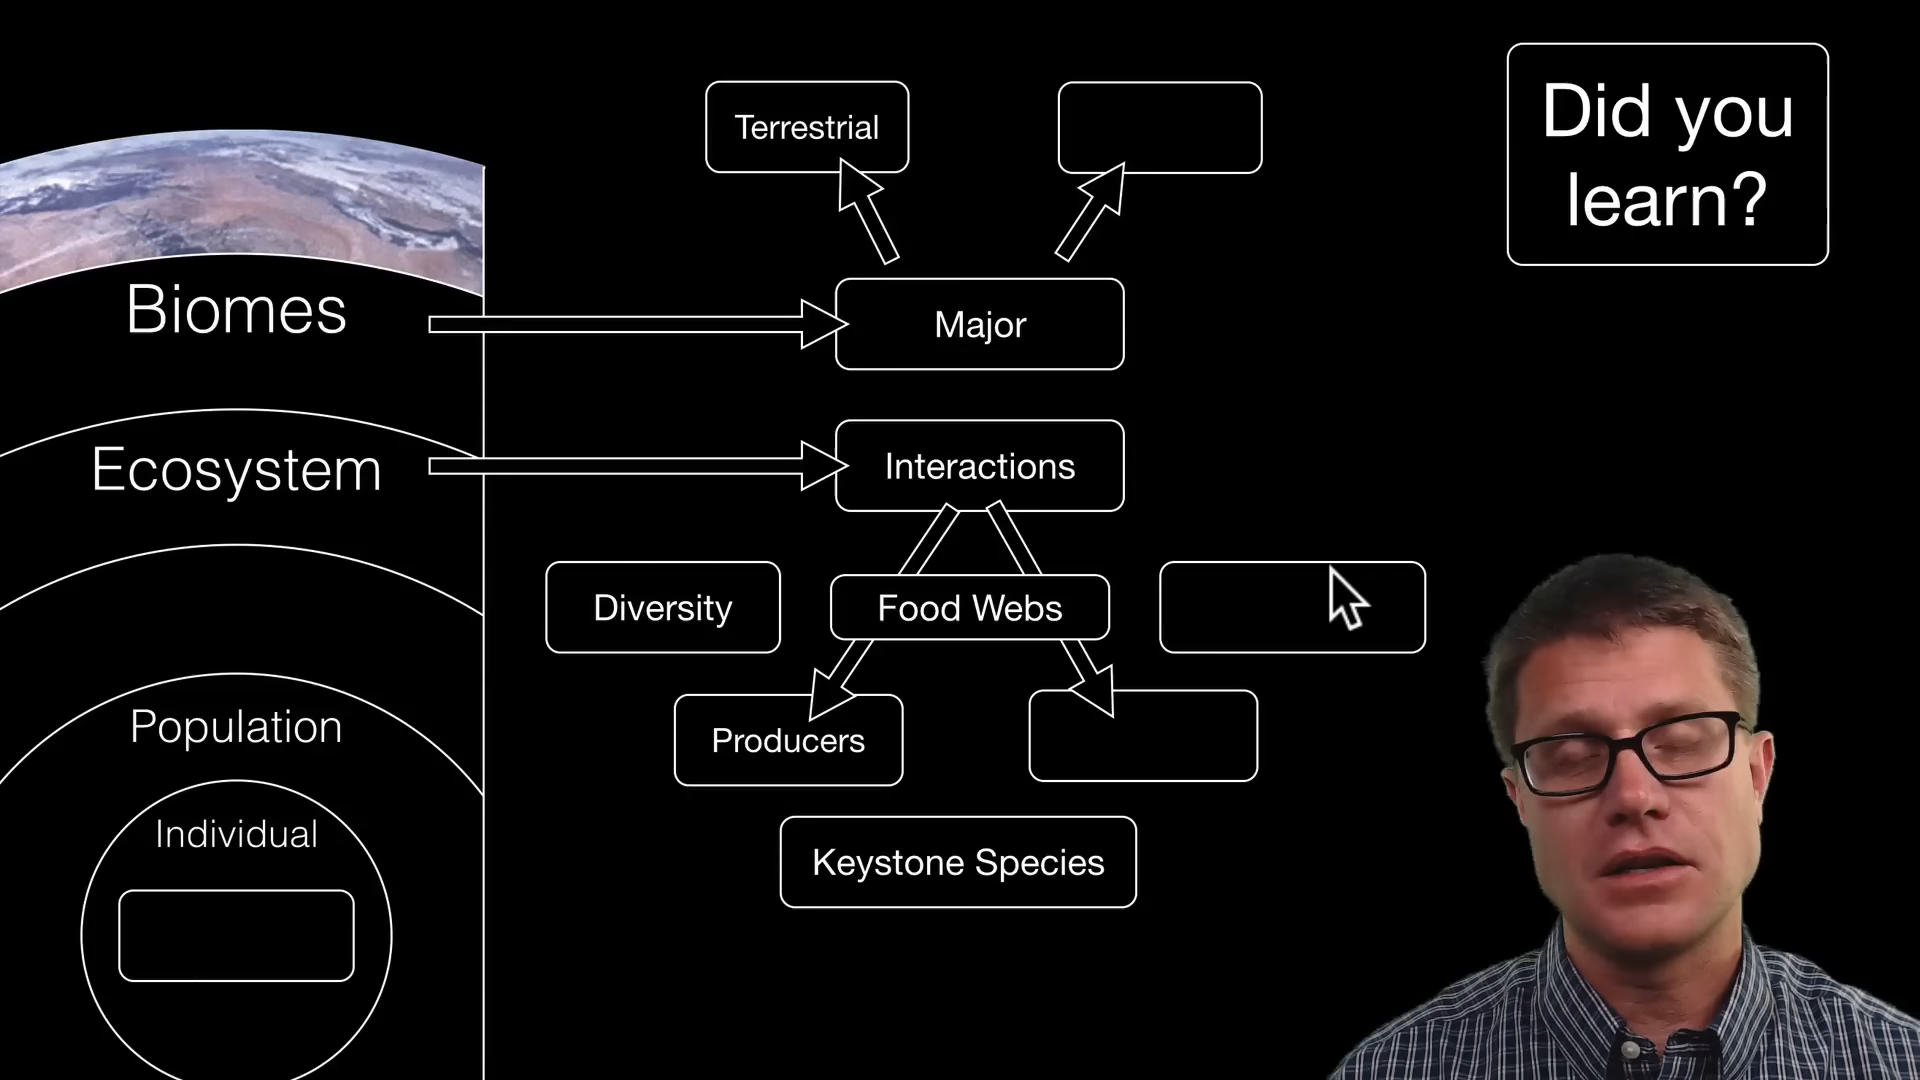 Did you
learn?
Terrestrial
Biomes
Major
Ecosystem
Interactions
Diversity
Food Webs
Population
Producers
Individual
Keystone Species